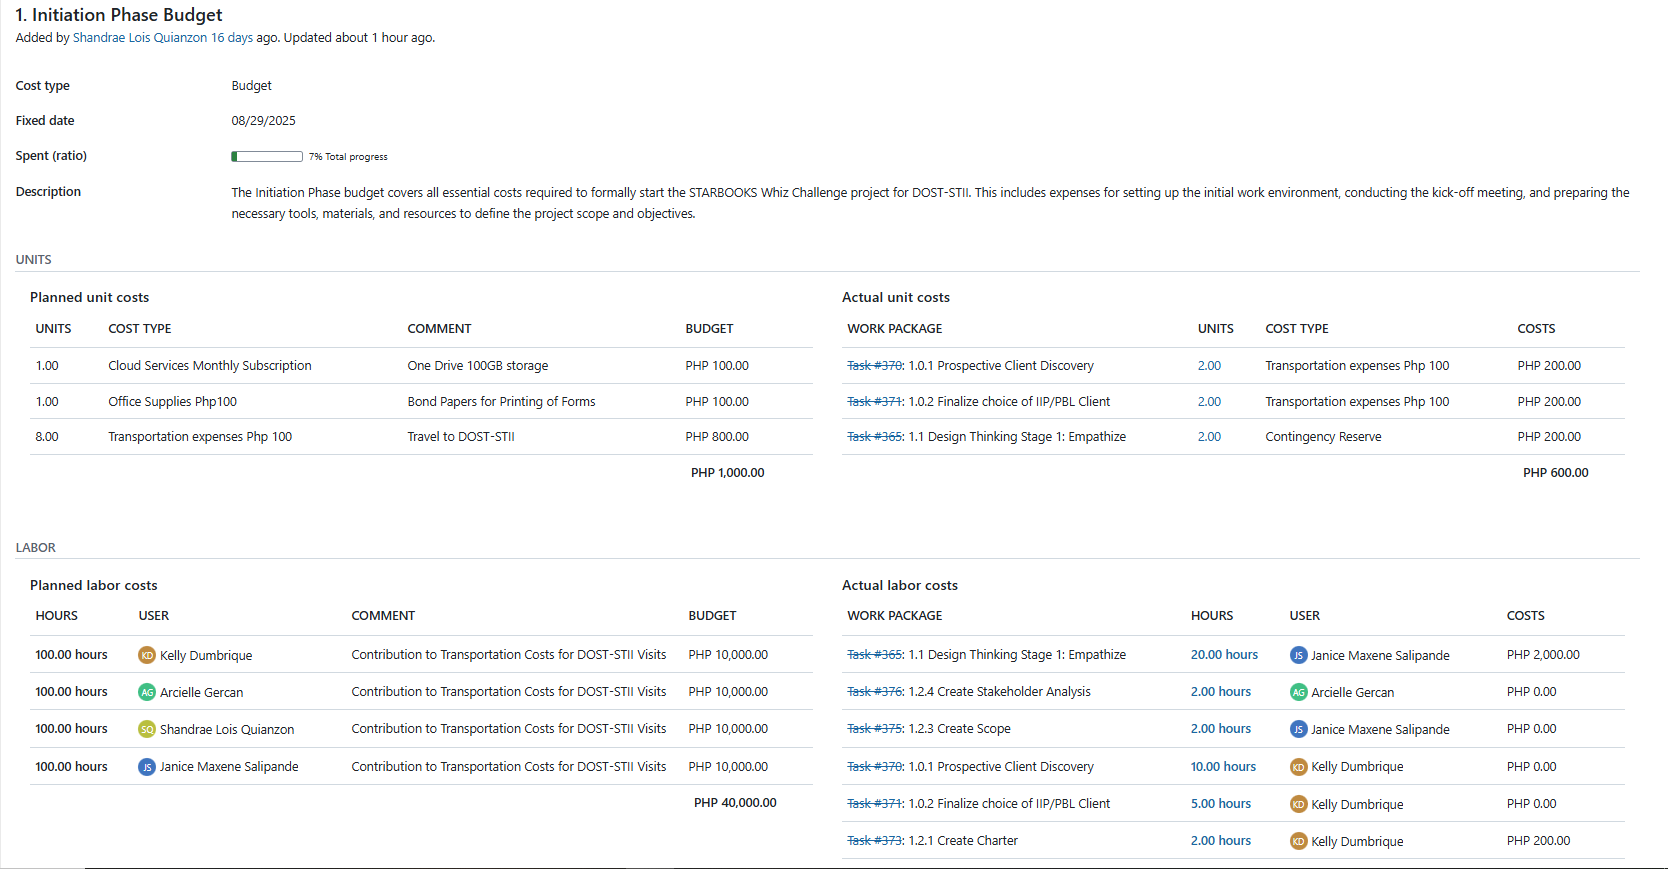 1. Initiation Phase Budget
Added by Shandrae Lois Quianzon 16 days ago. Updated about 1 hour ago.
Cost type Budget
Fixed date 08/29/2025
Spent (ratio) 7% Total progress
Description The Initiation Phase budget covers all essential costs required to formally start the STARBOOKS Whiz Challenge project for DOST-STII. This includes expenses for setting up the initial work environment, conducting the kick-off meeting, and preparing the
necessary tools, materials, and resources to define the project scope and objectives.
UNITS
Planned unit costs
UNITS COST TYPE COMMENT BUDGET
1.00 Cloud Services Monthly Subscription One Drive 100GB storage PHP 100.00
1.00 Office Supplies Php100 Bond Papers for Printing of Forms PHP 100.00
8.00 Transportation expenses Php 100 Travel to DOST-STII PHP 800.00
PHP 1,000.00
Actual unit costs
WORK PACKAGE UNITS COST TYPE COSTS
Task #370: 1.0.1 Prospective Client Discovery 2.00 Transportation expenses Php 100 PHP 200.00
Task #371: 1.0.2 Finalize choice of IIP/PBL Client 2.00 Transportation expenses Php 100 PHP 200.00
Task #365: 1.1 Design Thinking Stage 1: Empathize 2.00 Contingency Reserve PHP 200.00
PHP 600.00
LABOR
Planned labor costs
HOURS USER COMMENT BUDGET
100.00 hours KD Kelly Dumbrique Contribution to Transportation Costs for DOST-STII Visits PHP 10,000.00
100.00 hours AG Arcielle Gercan Contribution to Transportation Costs for DOST-STII Visits PHP 10,000.00
100.00 hours SQ Shandrae Lois Quianzon Contribution to Transportation Costs for DOST-STII Visits PHP 10,000.00
100.00 hours JS Janice Maxene Salipande Contribution to Transportation Costs for DOST-STII Visits PHP 10,000.00
PHP 40,000.00
Actual labor costs
WORK PACKAGE HOURS USER COSTS
Task #365: 1.1 Design Thinking Stage 1: Empathize 20.00 hours JS Janice Maxene Salipande PHP 2,000.00
Task #376: 1.2.4 Create Stakeholder Analysis 2.00 hours AG Arcielle Gercan PHP 0.00
Task #375: 1.2.3 Create Scope 2.00 hours JS Janice Maxene Salipande PHP 0.00
Task #370: 1.0.1 Prospective Client Discovery 10.00 hours KD Kelly Dumbrique PHP 0.00
Task #371: 1.0.2 Finalize choice of IIP/PBL Client 5.00 hours KD Kelly Dumbrique PHP 0.00
Task #373: 1.2.1 Create Charter 2.00 hours KD Kelly Dumbrique PHP 200.00